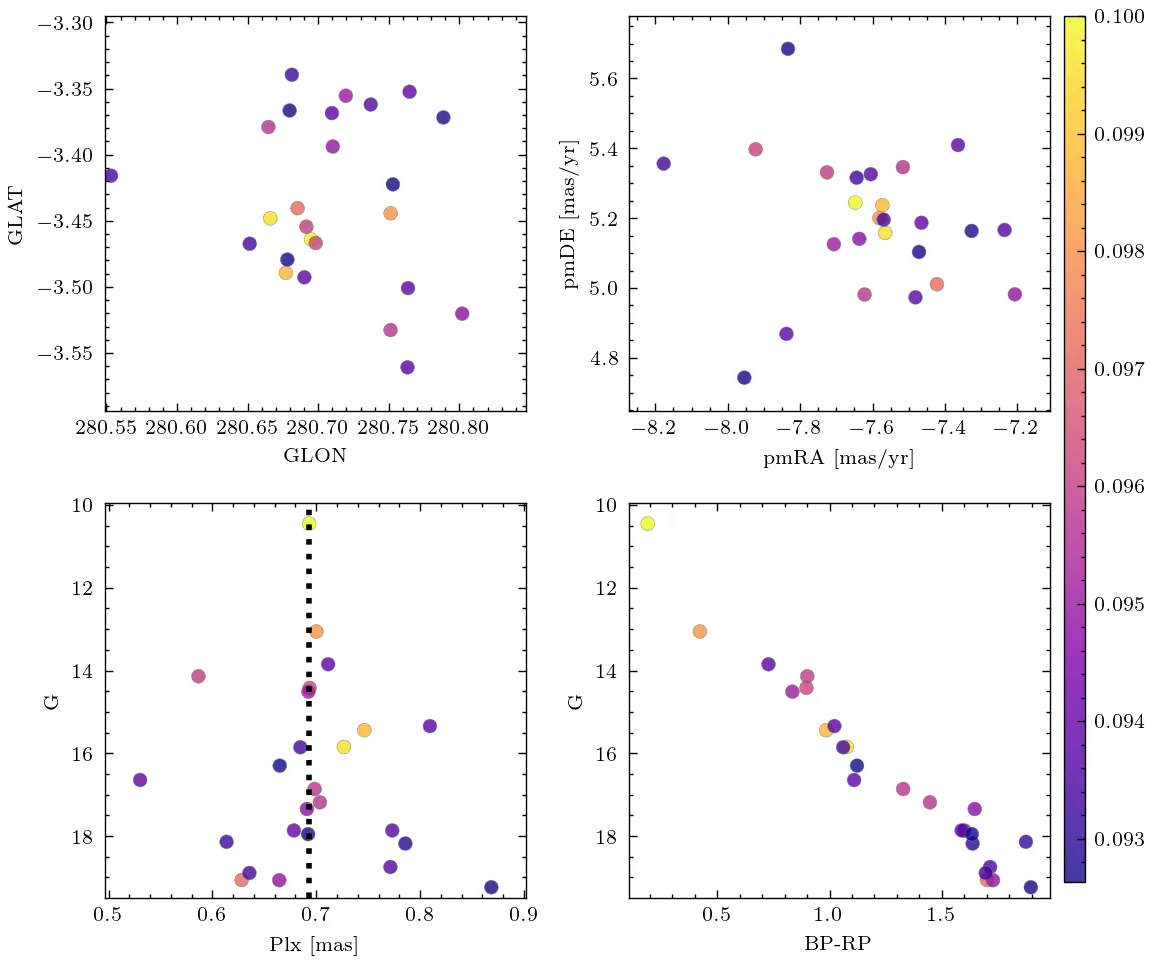 −3.30
−3.35
−3.40
−3.45
−3.50
−3.55
GLAT
280.55 280.60 280.65 280.70 280.75 280.80
GLON
5.6
5.4
5.2
5.0
4.8
pmDE [mas/yr]
−8.2 −8.0 −7.8 −7.6 −7.4 −7.2
pmRA [mas/yr]
10
12
14
16
18
G
0.5 0.6 0.7 0.8 0.9
Plx [mas]
10
12
14
16
18
G
0.5 1.0 1.5
BP-RP
0.100
0.099
0.098
0.097
0.096
0.095
0.094
0.093